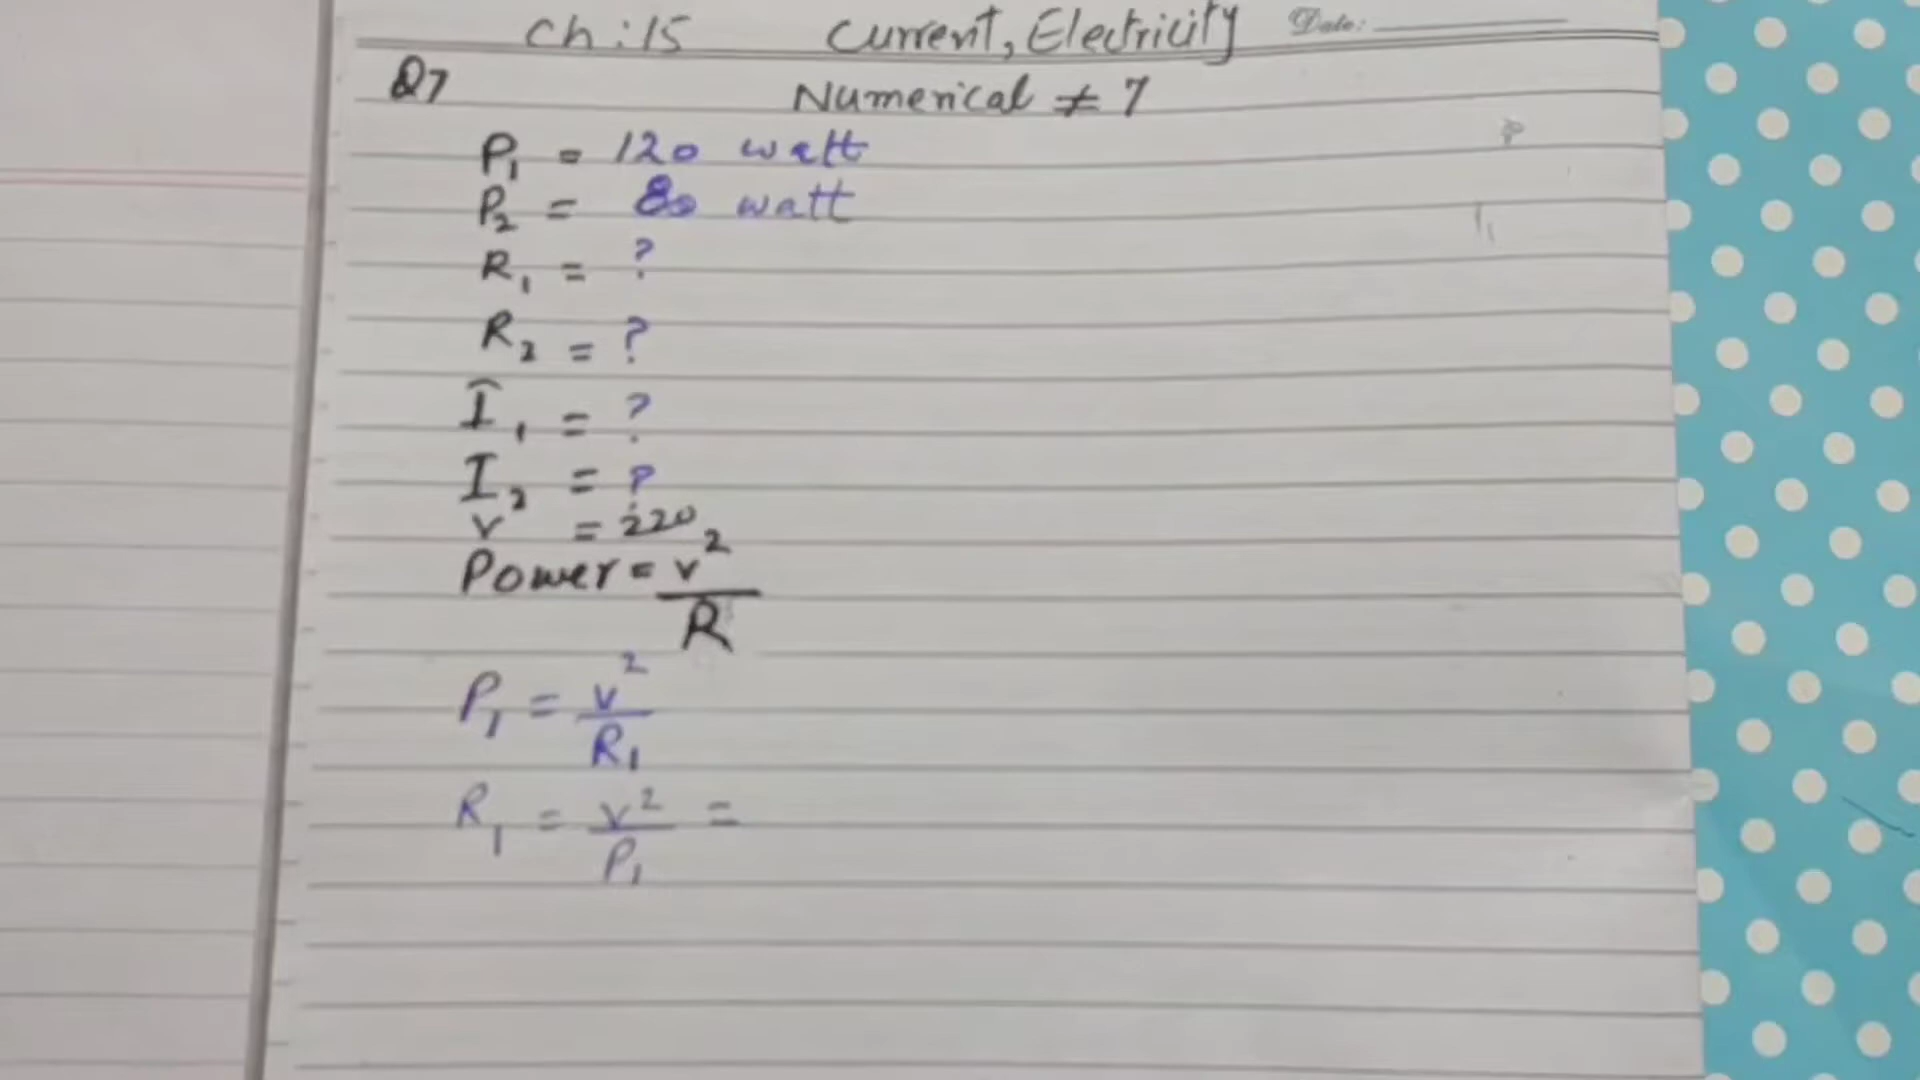 Ch : 15 Current, Electricity Date:
Q7 Numerical ≠ 7
P₁ = 120 watt
P₂ = 80 watt
R₁ = ?
R₂ = ?
I₁ = ?
I₂ = ?
v = 220
Power = v²/R
P₁ = v²/R₁
R₁ = v²/P₁ =